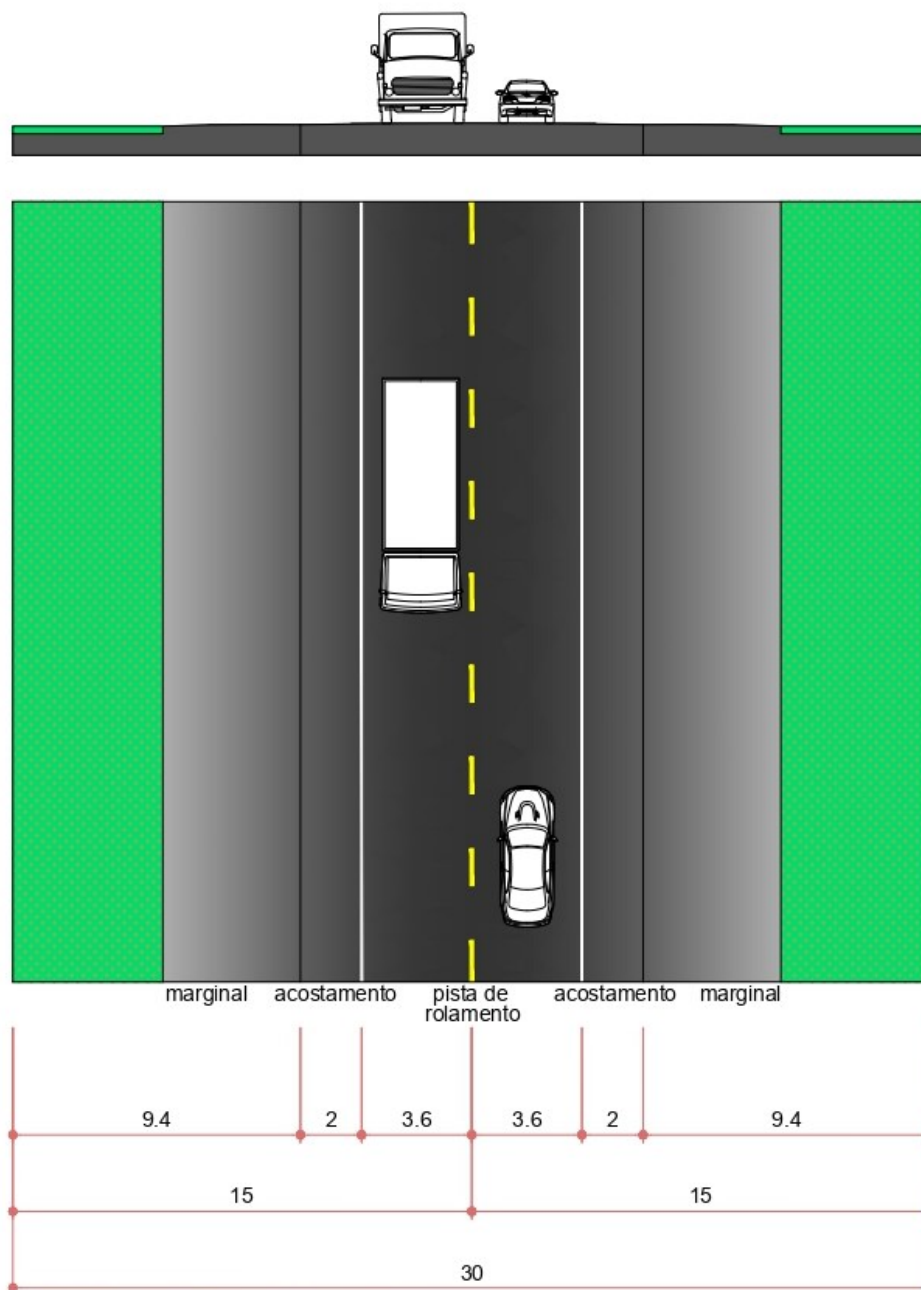 marginal acostamento pista de rolamento acostamento marginal
9.4 2 3.6 3.6 2 9.4
15 15
30